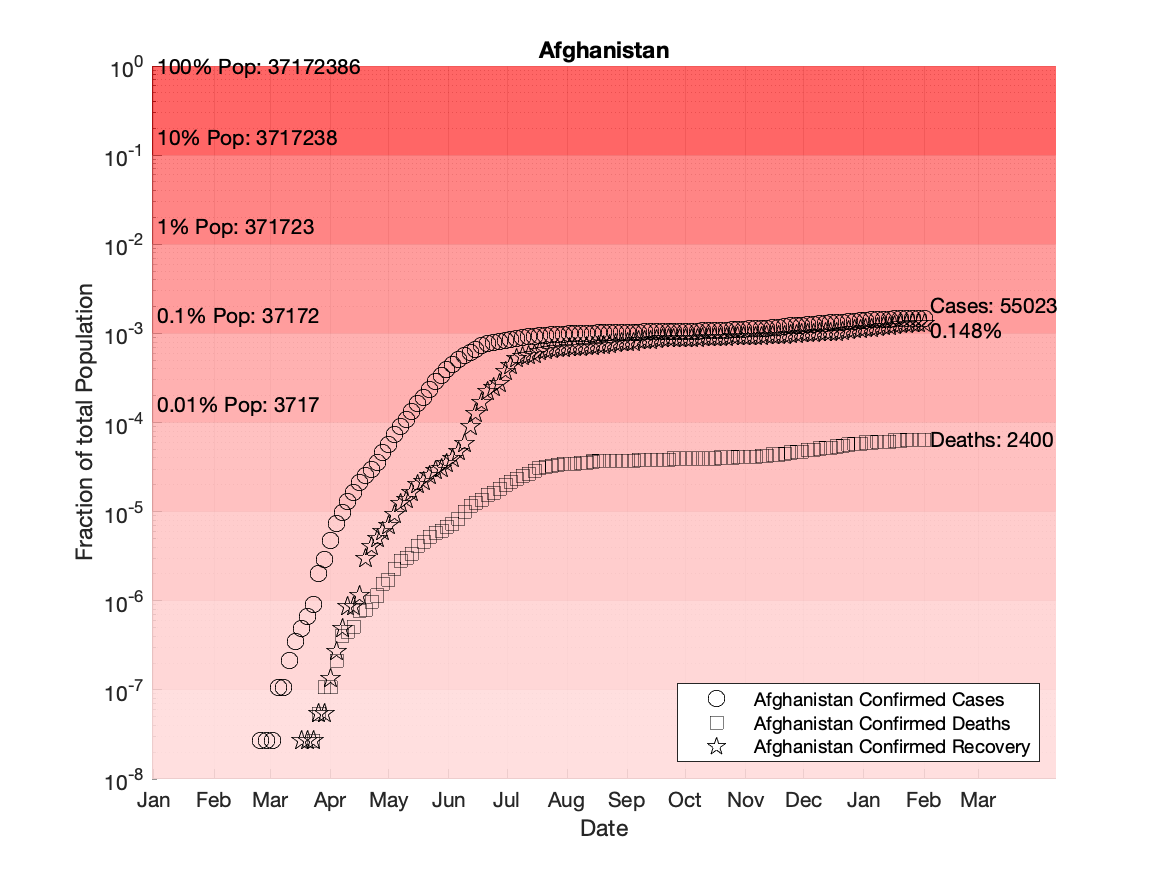 Afghanistan
10^0
100% Pop: 37172386
10% Pop: 3717238
10^-1
1% Pop: 371723
10^-2
0.1% Pop: 37172
10^-3
0.01% Pop: 3717
10^-4
10^-5
10^-6
10^-7
10^-8
Fraction of total Population
Cases: 55023
0.148%
Deaths: 2400
Afghanistan Confirmed Cases
Afghanistan Confirmed Deaths
Afghanistan Confirmed Recovery
Jan Feb Mar Apr May Jun Jul Aug Sep Oct Nov Dec Jan Feb Mar
Date